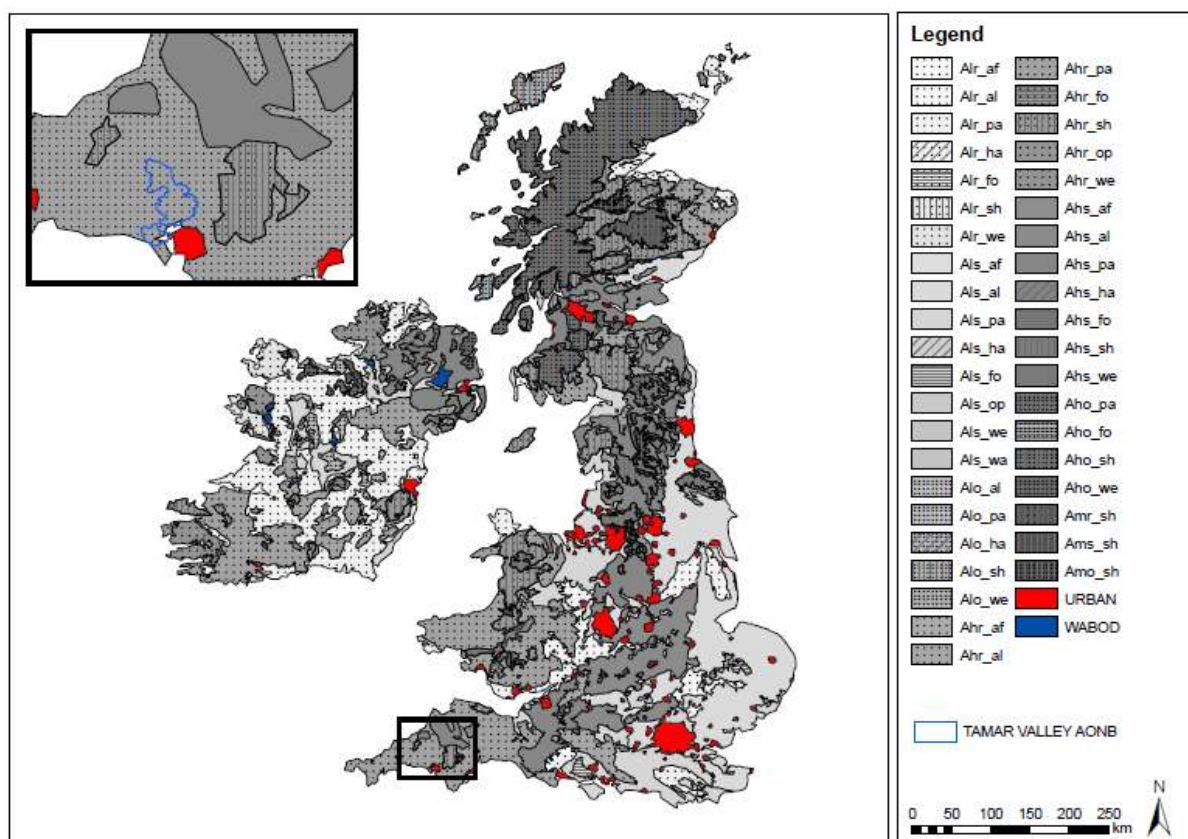 Legend
Alr_af
Alr_al
Alr_pa
Alr_ha
Alr_fo
Alr_sh
Alr_we
Als_af
Als_al
Als_pa
Als_ha
Als_fo
Als_op
Als_we
Als_wa
Alo_al
Alo_pa
Alo_ha
Alo_sh
Alo_we
Ahr_af
Ahr_al
Ahr_pa
Ahr_fo
Ahr_sh
Ahr_op
Ahr_we
Ahs_af
Ahs_al
Ahs_pa
Ahs_ha
Ahs_fo
Ahs_sh
Ahs_we
Aho_pa
Aho_fo
Aho_sh
Aho_we
Amr_sh
Ams_sh
Amo_sh
URBAN
WABOD
TAMAR VALLEY AONB
N
0 50 100 150 200 250
km